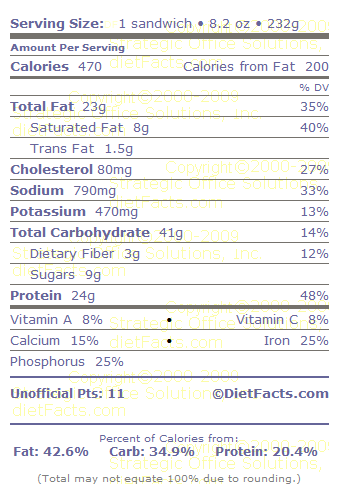 Serving Size: 1 sandwich • 8.2 oz • 232g
Amount Per Serving
Calories 470 Calories from Fat 200
% DV
Total Fat 23g 35%
Saturated Fat 8g 40%
Trans Fat 1.5g
Cholesterol 80mg 27%
Sodium 790mg 33%
Potassium 470mg 13%
Total Carbohydrate 41g 14%
Dietary Fiber 3g 12%
Sugars 9g
Protein 24g 48%
Vitamin A 8% • Vitamin C 8%
Calcium 15% • Iron 25%
Phosphorus 25%
Unofficial Pts: 11 ©DietFacts.com
Percent of Calories from:
Fat: 42.6% Carb: 34.9% Protein: 20.4%
(Total may not equate 100% due to rounding.)